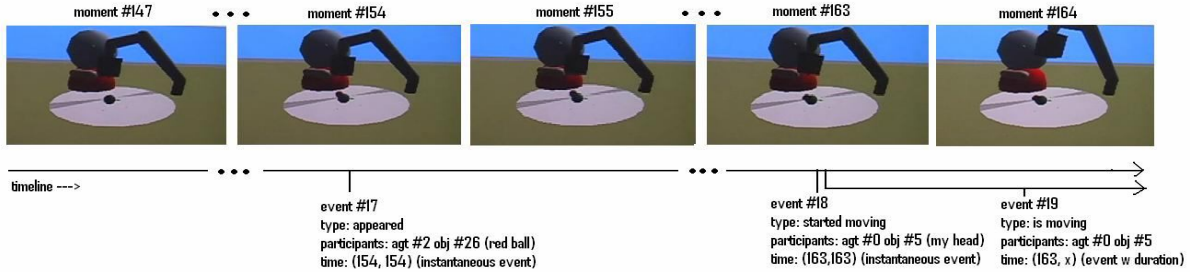 moment #147
• • •
moment #154
moment #155
• • •
moment #163
moment #164
• • •
• • •
timeline --->
event #17
type: appeared
participants: agt #2 obj #26 (red ball)
time: (154, 154) (instantaneous event)
event #18
type: started moving
participants: agt #0 obj #5 (my head)
time: (163,163) (instantaneous event)
event #19
type: is moving
participants: agt #0 obj #5
time: (163, x) (event w duration)